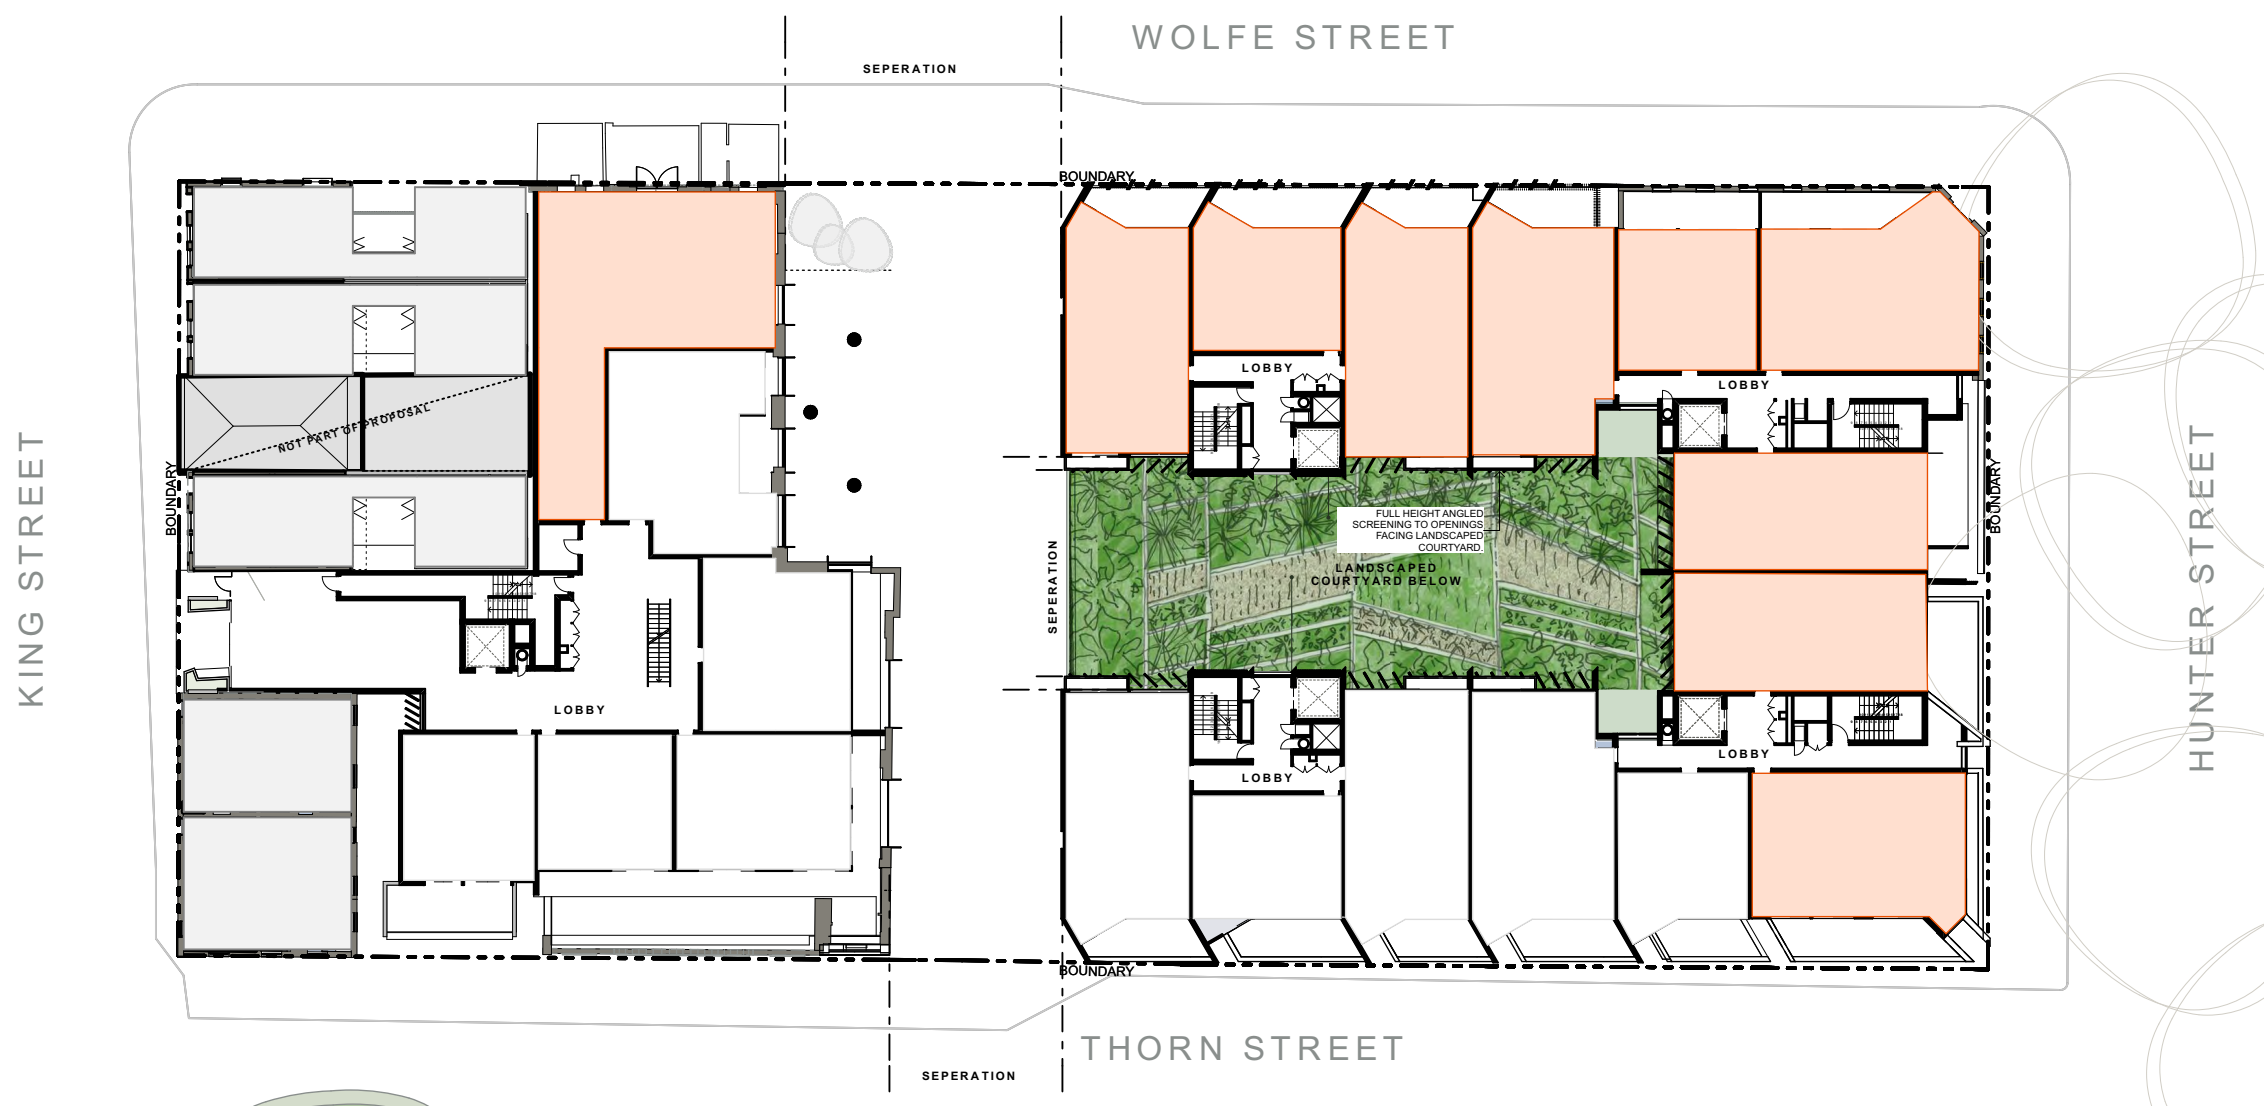 WOLFE STREET
SEPERATION
BOUNDARY
LOBBY
LOBBY
NOT PART OF PROPOSAL
KING STREET
BOUNDARY
BOUNDARY
HUNTER STREET
FULL HEIGHT ANGLED
SCREENING TO OPENINGS
FACING LANDSCAPED
COURTYARD.
LANDSCAPED
COURTYARD BELOW
SEPERATION
LOBBY
LOBBY
LOBBY
BOUNDARY
THORN STREET
SEPERATION